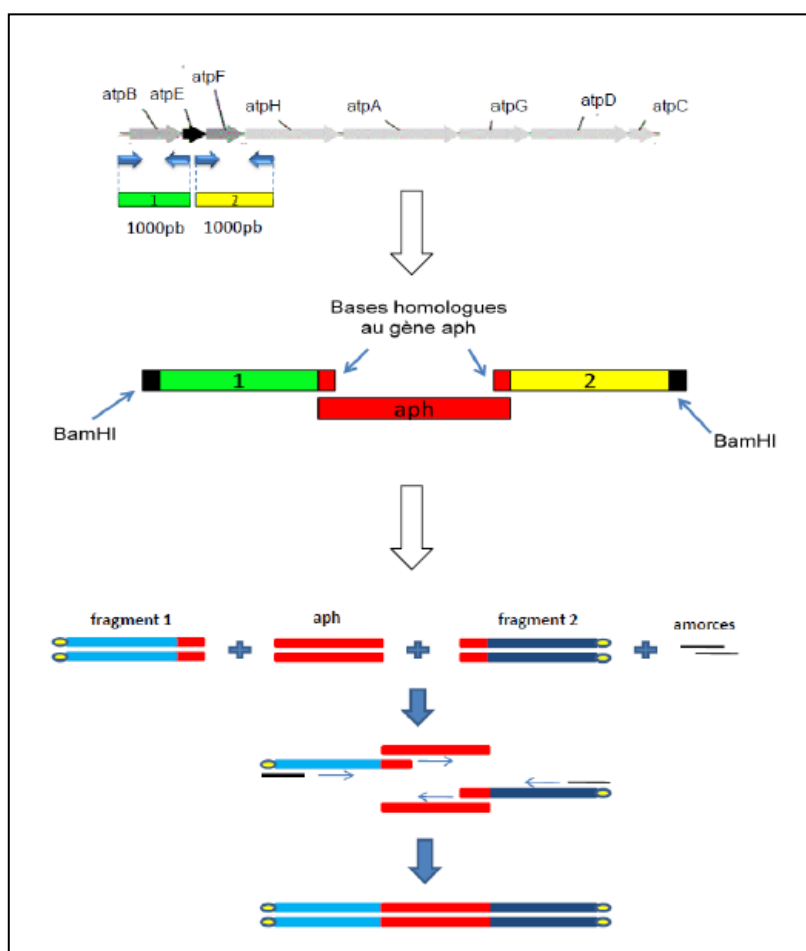 atpF
atpB
atpE
atpH
atpA
atpG
atpD
atpC
1
2
1000pb
1000pb
Bases homologues
au gène aph
1
2
aph
BamHI
BamHI
fragment 1
aph
fragment 2
amorces